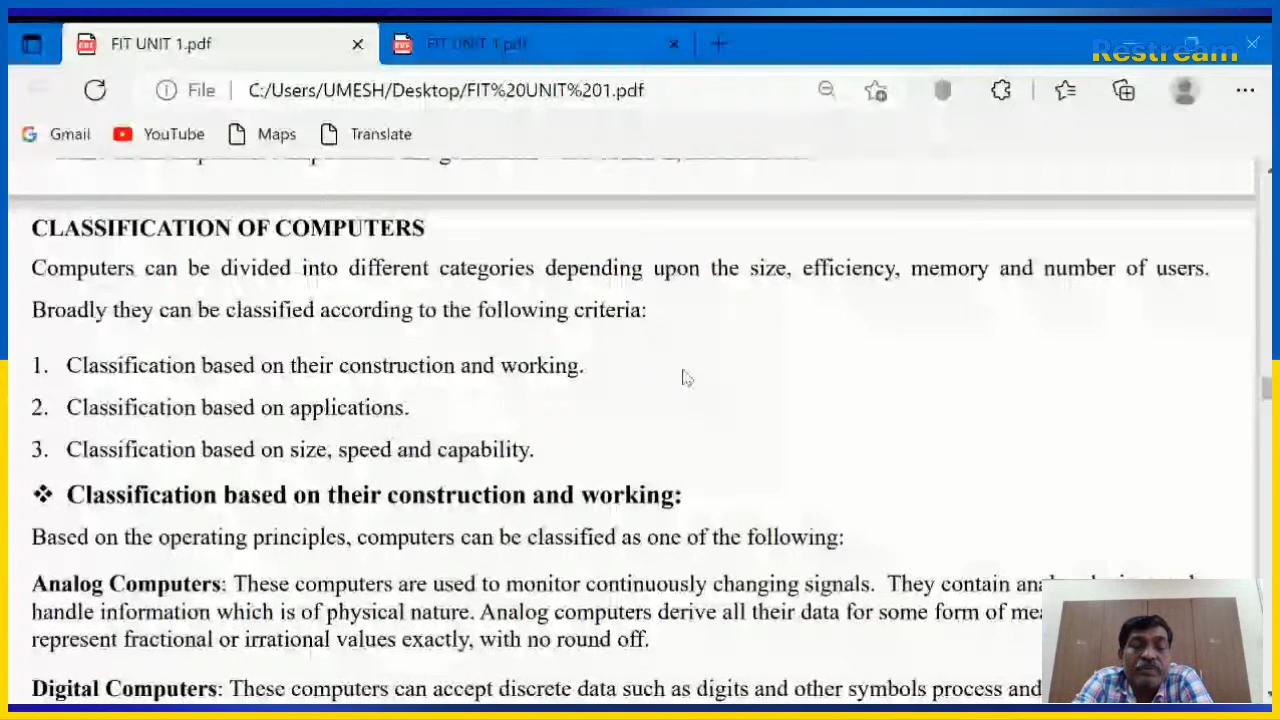 FIT UNIT 1.pdf
FIT UNIT 1.pdf
Restream
File
C:/Users/UMESH/Desktop/FIT%20UNIT%201.pdf
Gmail
YouTube
Maps
Translate
CLASSIFICATION OF COMPUTERS
Computers can be divided into different categories depending upon the size, efficiency, memory and number of users.
Broadly they can be classified according to the following criteria:
1. Classification based on their construction and working.
2. Classification based on applications.
3. Classification based on size, speed and capability.
❖ Classification based on their construction and working:
Based on the operating principles, computers can be classified as one of the following:
Analog Computers: These computers are used to monitor continuously changing signals. They contain
handle information which is of physical nature. Analog computers derive all their data for some form of
represent fractional or irrational values exactly, with no round off.
Digital Computers: These computers can accept discrete data such as digits and other symbols process and